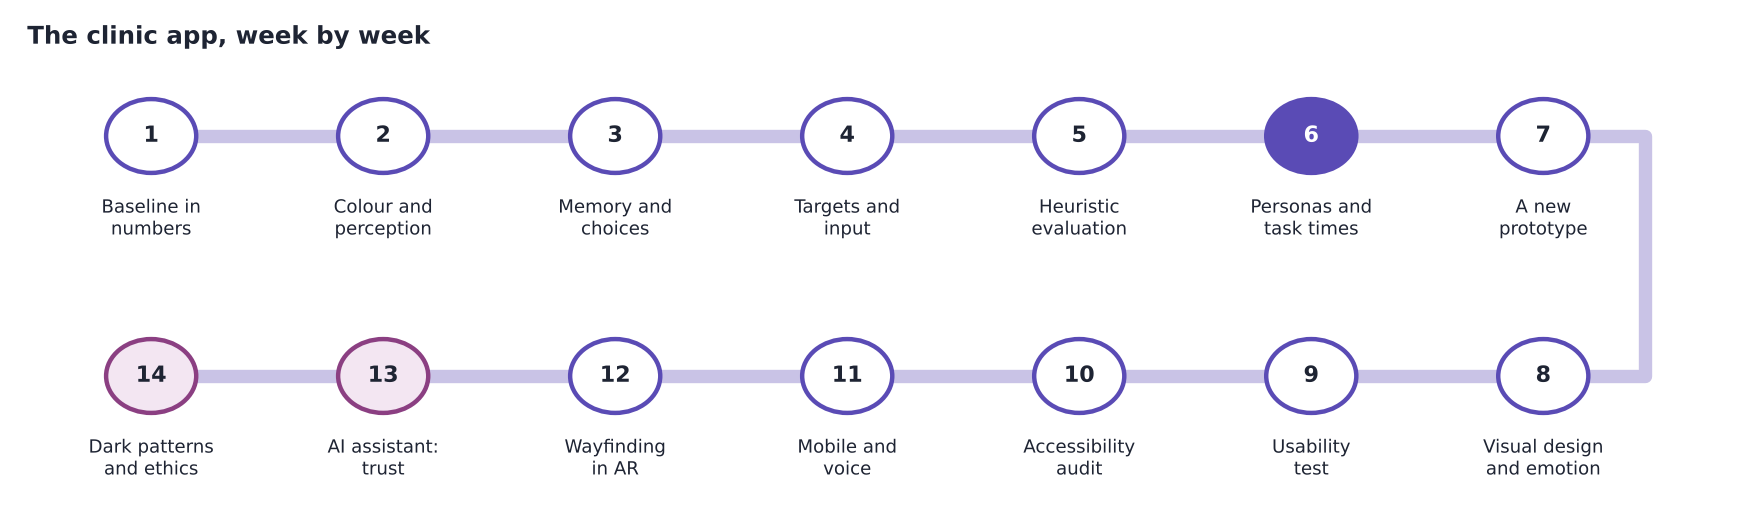 The clinic app, week by week
1
2
3
4
5
6
7
Baseline in
numbers
Colour and
perception
Memory and
choices
Targets and
input
Heuristic
evaluation
Personas and
task times
A new
prototype
14
13
12
11
10
9
8
Dark patterns
and ethics
AI assistant:
trust
Wayfinding
in AR
Mobile and
voice
Accessibility
audit
Usability
test
Visual design
and emotion